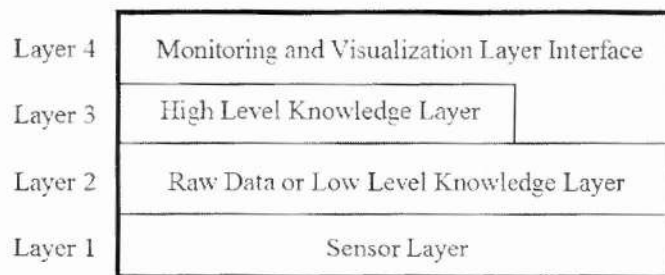 Layer 4 Monitoring and Visualization Layer Interface
Layer 3 High Level Knowledge Layer
Layer 2 Raw Data or Low Level Knowledge Layer
Layer 1 Sensor Layer